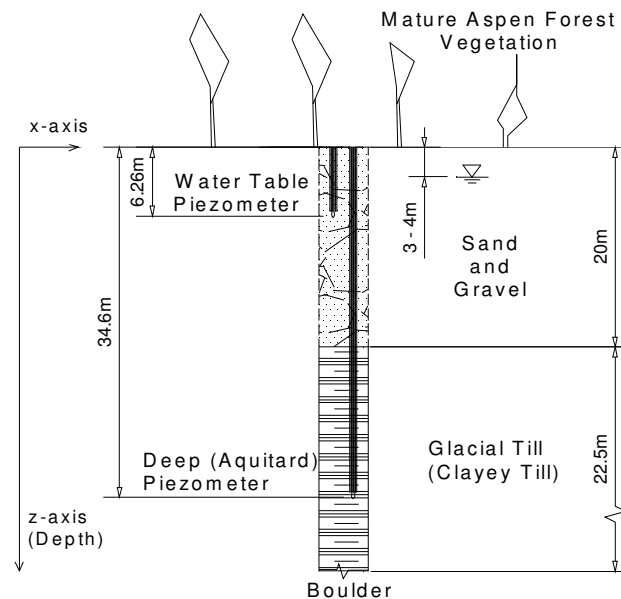 Mature Aspen Forest
Vegetation
x-axis
6.26m
Water Table
Piezometer
3 - 4m
Sand
and
Gravel
20m
34.6m
Deep (Aquitard)
Piezometer
Glacial Till
(Clayey Till)
22.5m
z-axis
(Depth)
Boulder